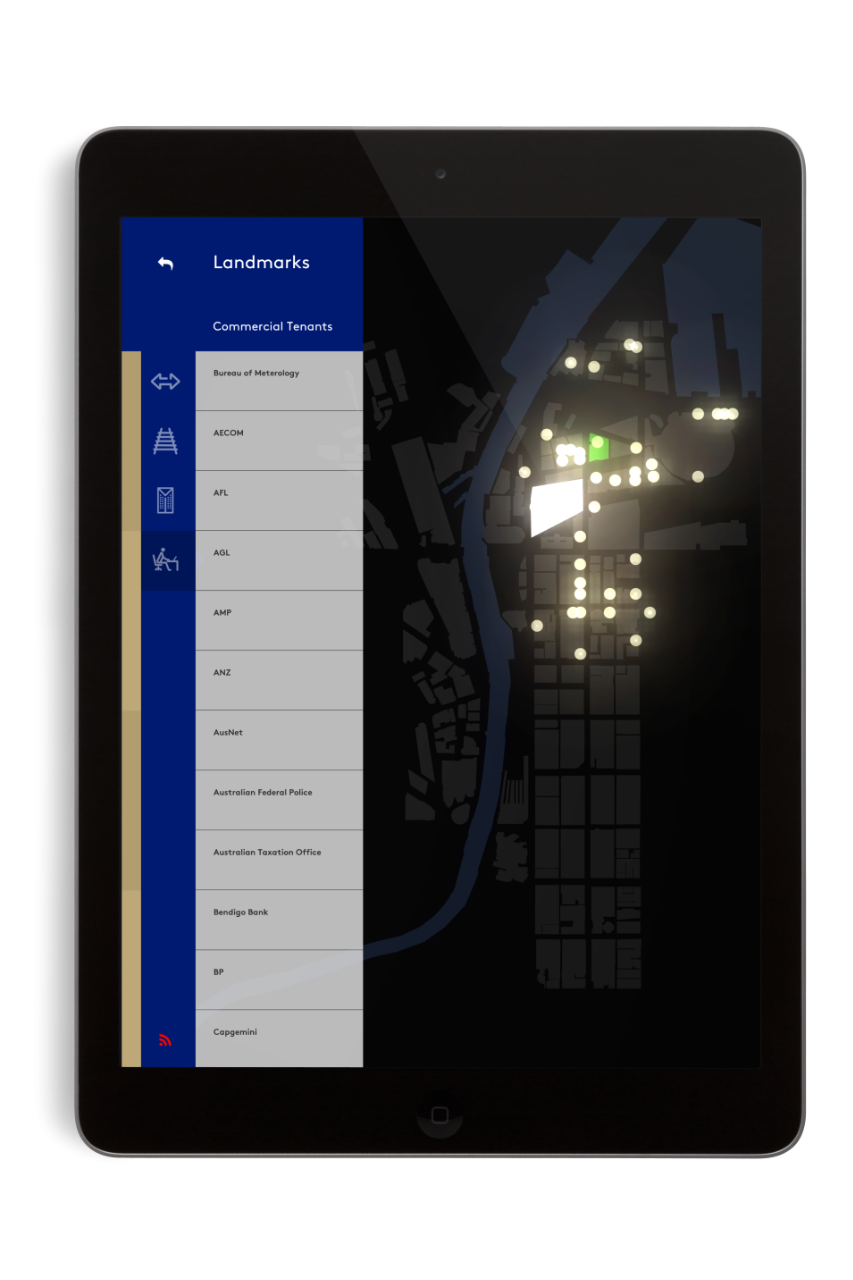 Landmarks
Commercial Tenants
Bureau of Meterology
AECOM
AFL
AGL
AMP
ANZ
AusNet
Australian Federal Police
Australian Taxation Office
Bendigo Bank
BP
Capgemini